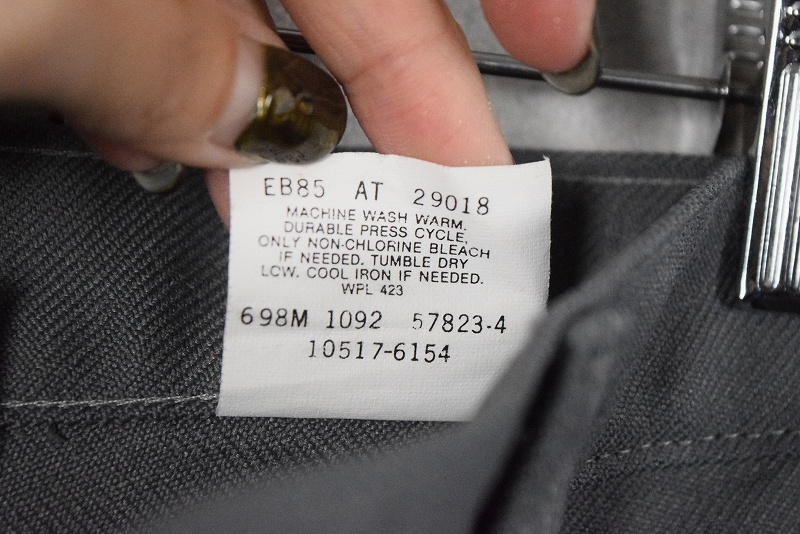 EB85 AT 29018
MACHINE WASH WARM.
DURABLE PRESS CYCLE,
ONLY NON-CHLORINE BLEACH
IF NEEDED. TUMBLE DRY
LOW. COOL IRON IF NEEDED.
WPL 423
698M 1092 57823-4
10517-6154